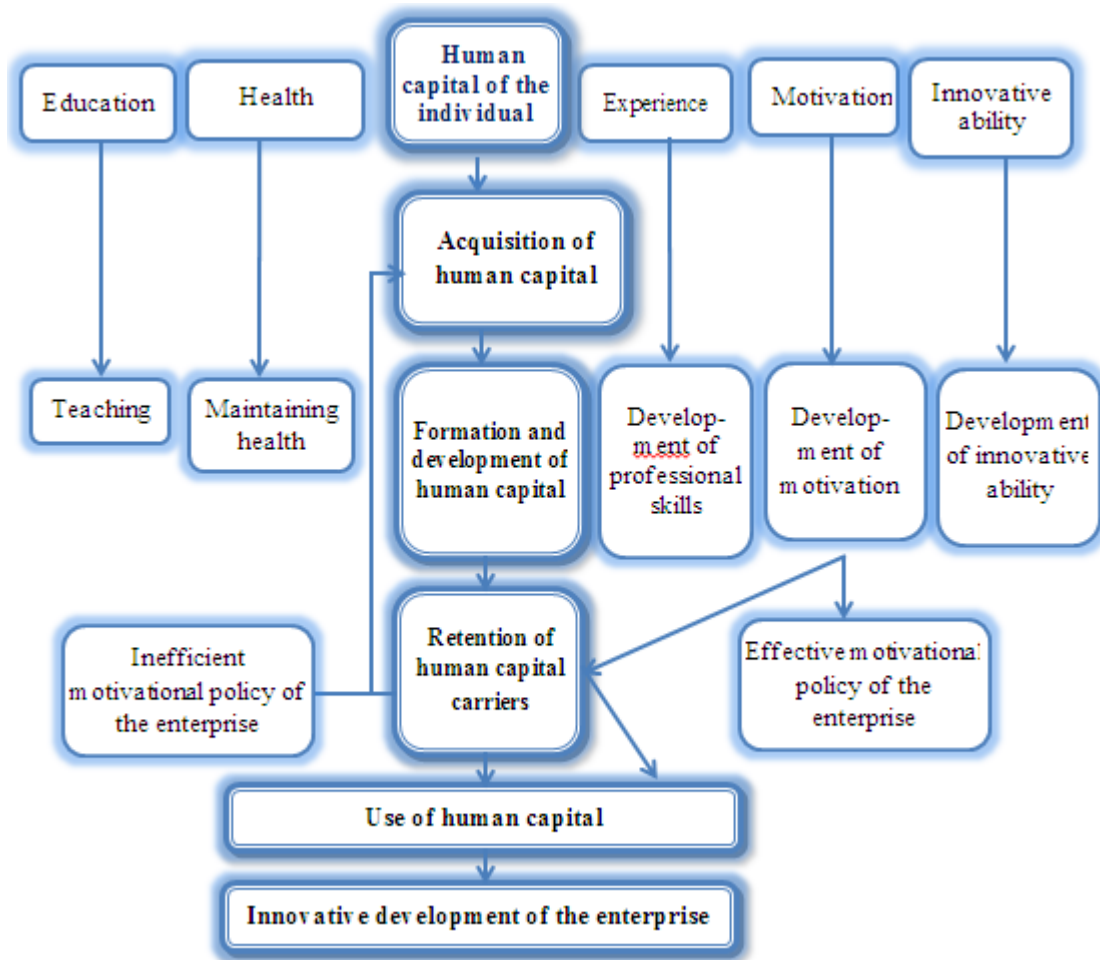 Education
Health
Human
capital of the
individual
Experience
Motivation
Innovative
ability
Acquisition of
human capital
Teaching
Maintaining
health
Formation and
development of
human capital
Develop-
ment of
professional
skills
Develop-
ment of
motivation
Development
of innovative
ability
Inefficient
motivational policy of
the enterprise
Retention of
human capital
carriers
Effective motivational
policy of the
enterprise
Use of human capital
Innovative development of the enterprise